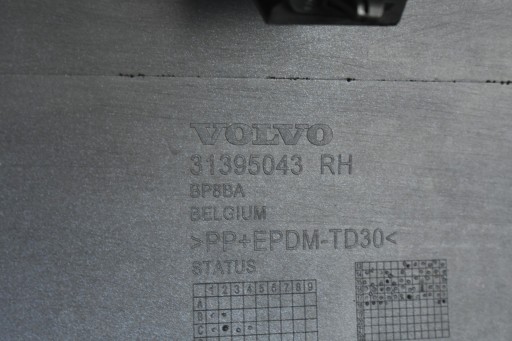 VOLVO
31395043 RH
BP8BA
BELGIUM
>PP+EPDM-TD30<
STATUS
1 2 3 4 5 6 7 8 9
A
B
C